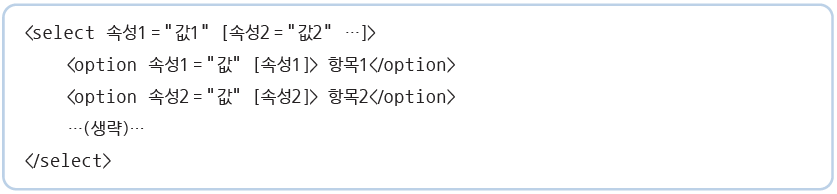 <select 속성1 = "값1" [속성2 = "값2" …]>
<option 속성1 = "값" [속성1]> 항목1</option>
<option 속성2 = "값" [속성2]> 항목2</option>
…(생략)…
</select>